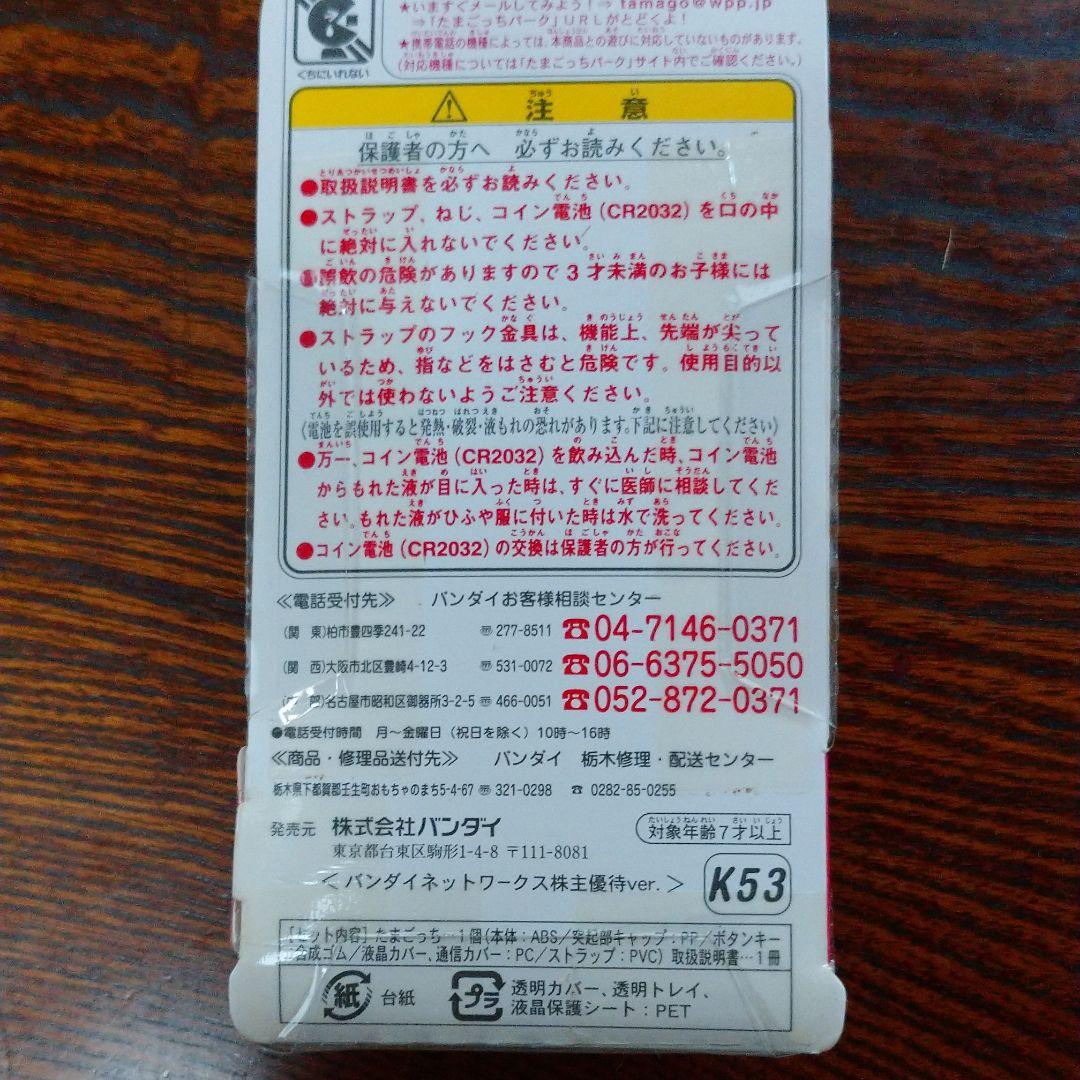 ★いますぐメールしてみよう！⇒ tamago@wpp.jp
⇒「たまごっちパーク」URLがとどくよ！
★携帯電話の機種によっては、本商品との遊びに対応していないものがあります。
(対応機種については「たまごっちパーク」サイト内でご確認ください。)
くちにいれない
注意
保護者の方へ 必ずお読みください。
●取扱説明書を必ずお読みください。
●ストラップ、ねじ、コイン電池(CR2032)を口の中
に絶対に入れないでください。
●誤飲の危険がありますので3才未満のお子様には
絶対に与えないでください。
●ストラップのフック金具は、機能上、先端が尖って
いるため、指などをはさむと危険です。使用目的以
外では使わないようご注意ください。
(電池を誤使用すると発熱・破裂・液もれの恐れがあります。下記に注意してください)
●万一、コイン電池(CR2032)を飲み込んだ時、コイン電池
からもれた液が目に入った時は、すぐに医師に相談してくだ
さい。もれた液がひふや服に付いた時は水で洗ってください。
●コイン電池(CR2032)の交換は保護者の方が行ってください。
≪電話受付先≫ バンダイお客様相談センター
(関 東)柏市豊四季241-22 〠277-8511 ☎04-7146-0371
(関 西)大阪市北区豊崎4-12-3 〠531-0072 ☎06-6375-5050
部)名古屋市昭和区御器所3-2-5 〠466-0051 ☎052-872-0371
●電話受付時間 月～金曜日(祝日を除く)10時～16時
≪商品・修理品送付先≫ バンダイ 栃木修理・配送センター
栃木県下都賀郡壬生町おもちゃのまち5-4-67 〠321-0298 ☎0282-85-0255
発売元 株式会社バンダイ
東京都台東区駒形1-4-8 〒111-8081
対象年齢7才以上
＜バンダイネットワークス株主優待ver.＞
K53
[セット内容]たまごっち…1個(本体:ABS/突起部キャップ:PP/ボタンキー
合成ゴム/液晶カバー、通信カバー:PC/ストラップ:PVC) 取扱説明書…1冊
紙 台紙
プラ 透明カバー、透明トレイ、
液晶保護シート:PET